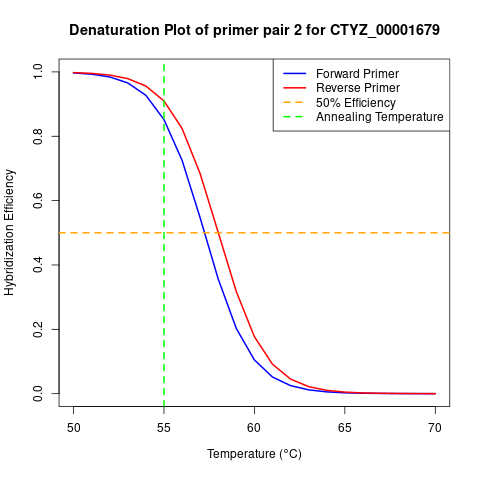 Denaturation Plot of primer pair 2 for CTYZ_00001679
Forward Primer
Reverse Primer
50% Efficiency
Annealing Temperature
Hybridization Efficiency
1.0
0.8
0.6
0.4
0.2
0.0
50
55
60
65
70
Temperature (°C)